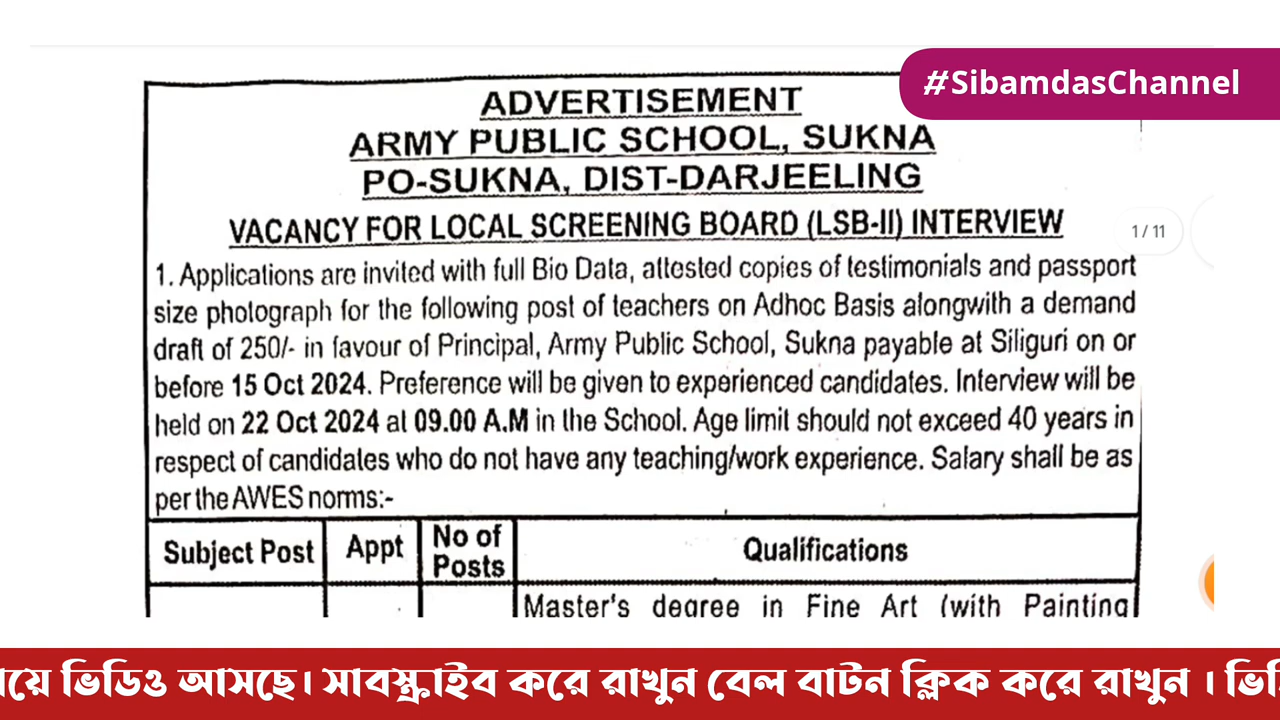 #SibamdasChannel
ADVERTISEMENT
ARMY PUBLIC SCHOOL, SUKNA
PO-SUKNA, DIST-DARJEELING
VACANCY FOR LOCAL SCREENING BOARD (LSB-II) INTERVIEW
1 / 11
1. Applications are invited with full Bio Data, attested copies of testimonials and passport
size photograph for the following post of teachers on Adhoc Basis alongwith a demand
draft of 250/- in favour of Principal, Army Public School, Sukna payable at Siliguri on or
before 15 Oct 2024. Preference will be given to experienced candidates. Interview will be
held on 22 Oct 2024 at 09.00 A.M in the School. Age limit should not exceed 40 years in
respect of candidates who do not have any teaching/work experience. Salary shall be as
per the AWES norms:-
Subject Post Appt No of Posts Qualifications
Master's degree in Fine Art (with Painting
ভিডিও আসছে। সাবস্ক্রাইব করে রাখুন বেল বাটন ক্লিক করে রাখুন ।